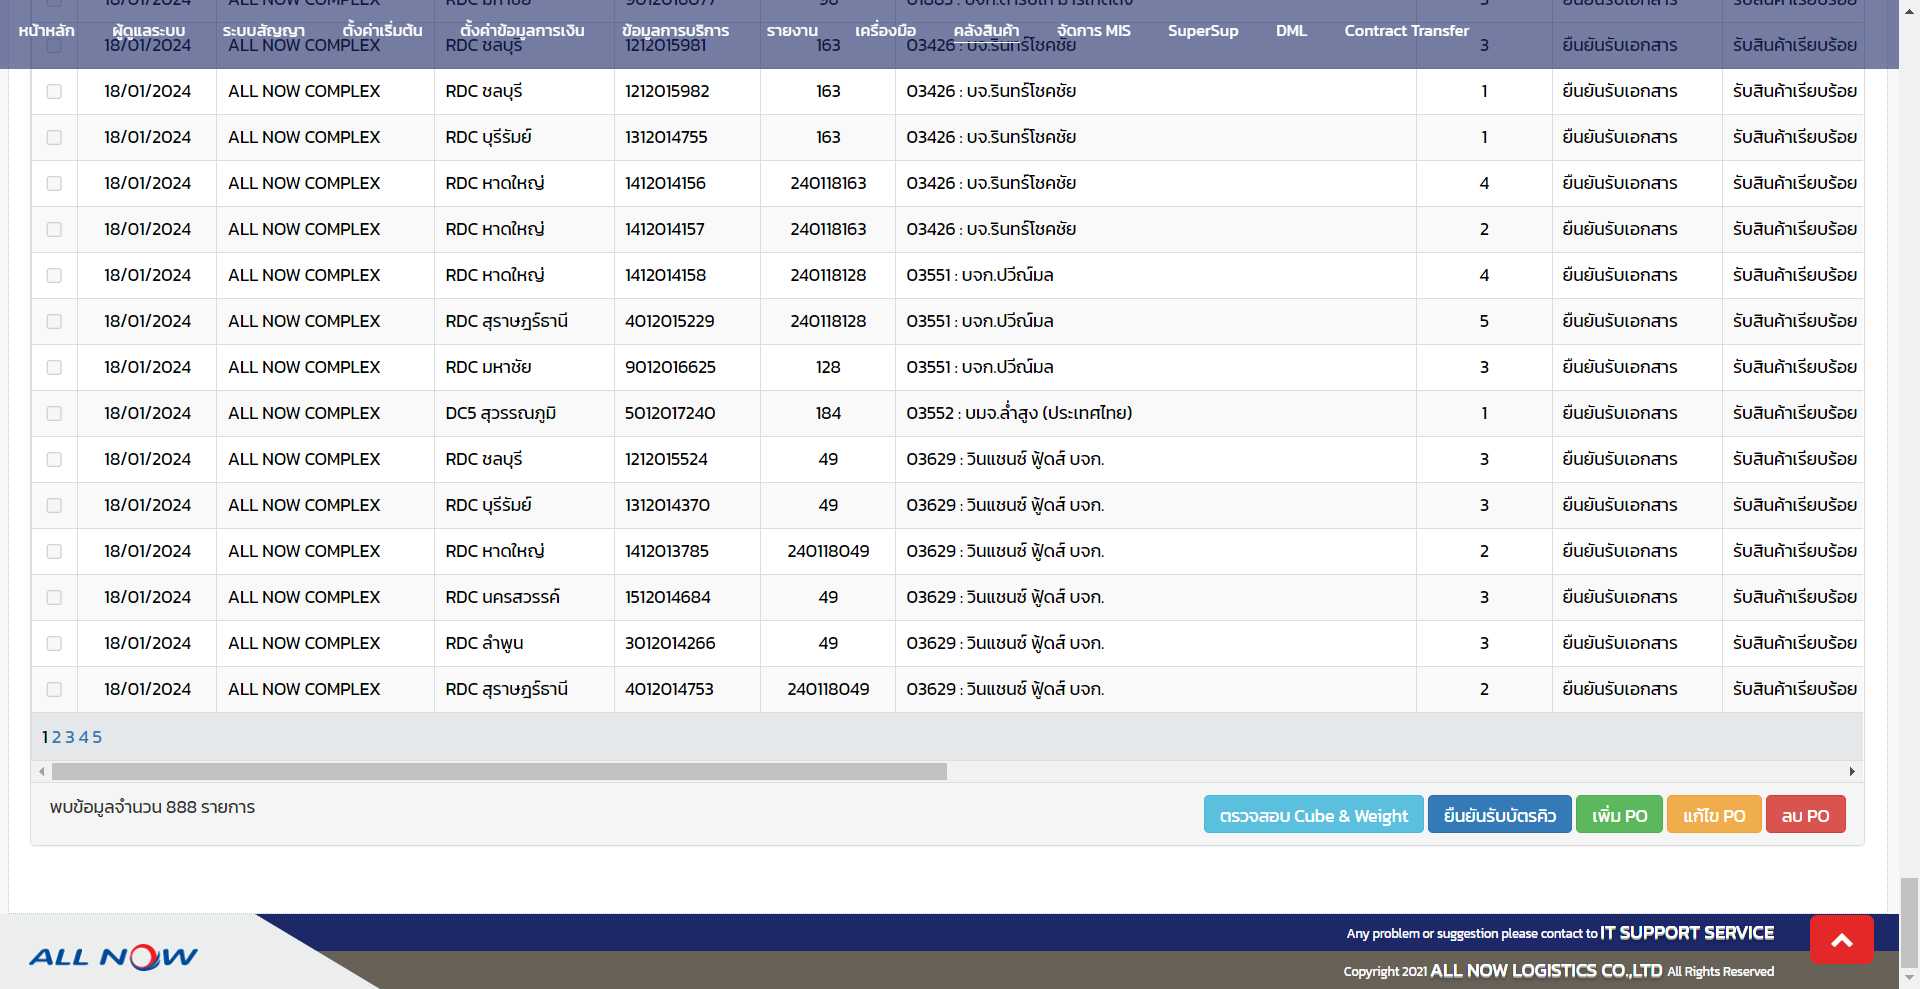 หน้าหลัก ผู้ดูแลระบบ ระบบสัญญา ตั้งค่าเริ่มต้น ตั้งค่าข้อมูลการเงิน ข้อมูลการบริการ รายงาน เครื่องมือ คลังสินค้า จัดการ MIS SuperSup DML Contract Transfer
18/01/2024 ALL NOW COMPLEX RDC ชลบุรี 1212015981 163 03426 : บจ.รินทร์โชคชัย 3 ยืนยันรับเอกสาร รับสินค้าเรียบร้อย
18/01/2024 ALL NOW COMPLEX RDC ชลบุรี 1212015982 163 03426 : บจ.รินทร์โชคชัย 1 ยืนยันรับเอกสาร รับสินค้าเรียบร้อย
18/01/2024 ALL NOW COMPLEX RDC บุรีรัมย์ 1312014755 163 03426 : บจ.รินทร์โชคชัย 1 ยืนยันรับเอกสาร รับสินค้าเรียบร้อย
18/01/2024 ALL NOW COMPLEX RDC หาดใหญ่ 1412014156 240118163 03426 : บจ.รินทร์โชคชัย 4 ยืนยันรับเอกสาร รับสินค้าเรียบร้อย
18/01/2024 ALL NOW COMPLEX RDC หาดใหญ่ 1412014157 240118163 03426 : บจ.รินทร์โชคชัย 2 ยืนยันรับเอกสาร รับสินค้าเรียบร้อย
18/01/2024 ALL NOW COMPLEX RDC หาดใหญ่ 1412014158 240118128 03551 : บจก.ปวีณ์มล 4 ยืนยันรับเอกสาร รับสินค้าเรียบร้อย
18/01/2024 ALL NOW COMPLEX RDC สุราษฎร์ธานี 4012015229 240118128 03551 : บจก.ปวีณ์มล 5 ยืนยันรับเอกสาร รับสินค้าเรียบร้อย
18/01/2024 ALL NOW COMPLEX RDC มหาชัย 9012016625 128 03551 : บจก.ปวีณ์มล 3 ยืนยันรับเอกสาร รับสินค้าเรียบร้อย
18/01/2024 ALL NOW COMPLEX DC5 สุวรรณภูมิ 5012017240 184 03552 : บมจ.ล่ำสูง (ประเทศไทย) 1 ยืนยันรับเอกสาร รับสินค้าเรียบร้อย
18/01/2024 ALL NOW COMPLEX RDC ชลบุรี 1212015524 49 03629 : วินแชนซ์ ฟู้ดส์ บจก. 3 ยืนยันรับเอกสาร รับสินค้าเรียบร้อย
18/01/2024 ALL NOW COMPLEX RDC บุรีรัมย์ 1312014370 49 03629 : วินแชนซ์ ฟู้ดส์ บจก. 3 ยืนยันรับเอกสาร รับสินค้าเรียบร้อย
18/01/2024 ALL NOW COMPLEX RDC หาดใหญ่ 1412013785 240118049 03629 : วินแชนซ์ ฟู้ดส์ บจก. 2 ยืนยันรับเอกสาร รับสินค้าเรียบร้อย
18/01/2024 ALL NOW COMPLEX RDC นครสวรรค์ 1512014684 49 03629 : วินแชนซ์ ฟู้ดส์ บจก. 3 ยืนยันรับเอกสาร รับสินค้าเรียบร้อย
18/01/2024 ALL NOW COMPLEX RDC ลำพูน 3012014266 49 03629 : วินแชนซ์ ฟู้ดส์ บจก. 3 ยืนยันรับเอกสาร รับสินค้าเรียบร้อย
18/01/2024 ALL NOW COMPLEX RDC สุราษฎร์ธานี 4012014753 240118049 03629 : วินแชนซ์ ฟู้ดส์ บจก. 2 ยืนยันรับเอกสาร รับสินค้าเรียบร้อย
1 2 3 4 5
พบข้อมูลจำนวน 888 รายการ ตรวจสอบ Cube & Weight ยืนยันรับบัตรคิว เพิ่ม PO แก้ไข PO ลบ PO
Any problem or suggestion please contact to IT SUPPORT SERVICE
ALL NOW
Copyright 2021 ALL NOW LOGISTICS CO.,LTD All Rights Reserved